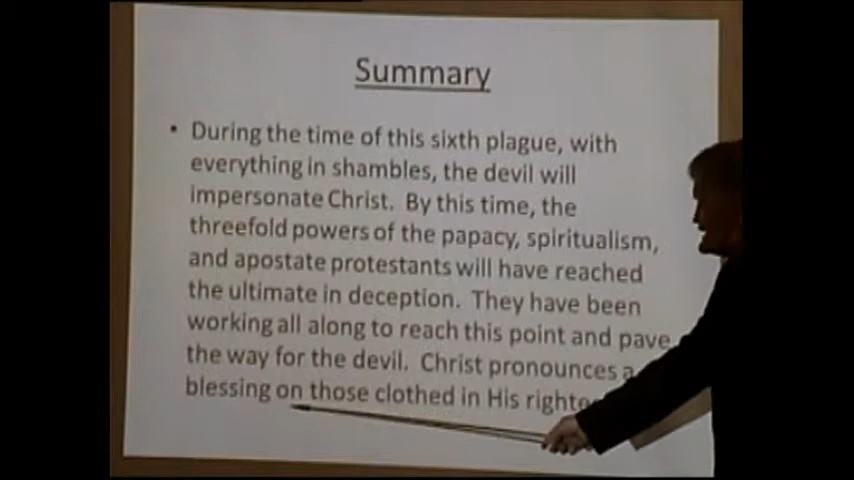 Summary
• During the time of this sixth plague, with
everything in shambles, the devil will
impersonate Christ. By this time, the
threefold powers of the papacy, spiritualism,
and apostate protestants will have reached
the ultimate in deception. They have been
working all along to reach this point and pave
the way for the devil. Christ pronounces a
blessing on those clothed in His